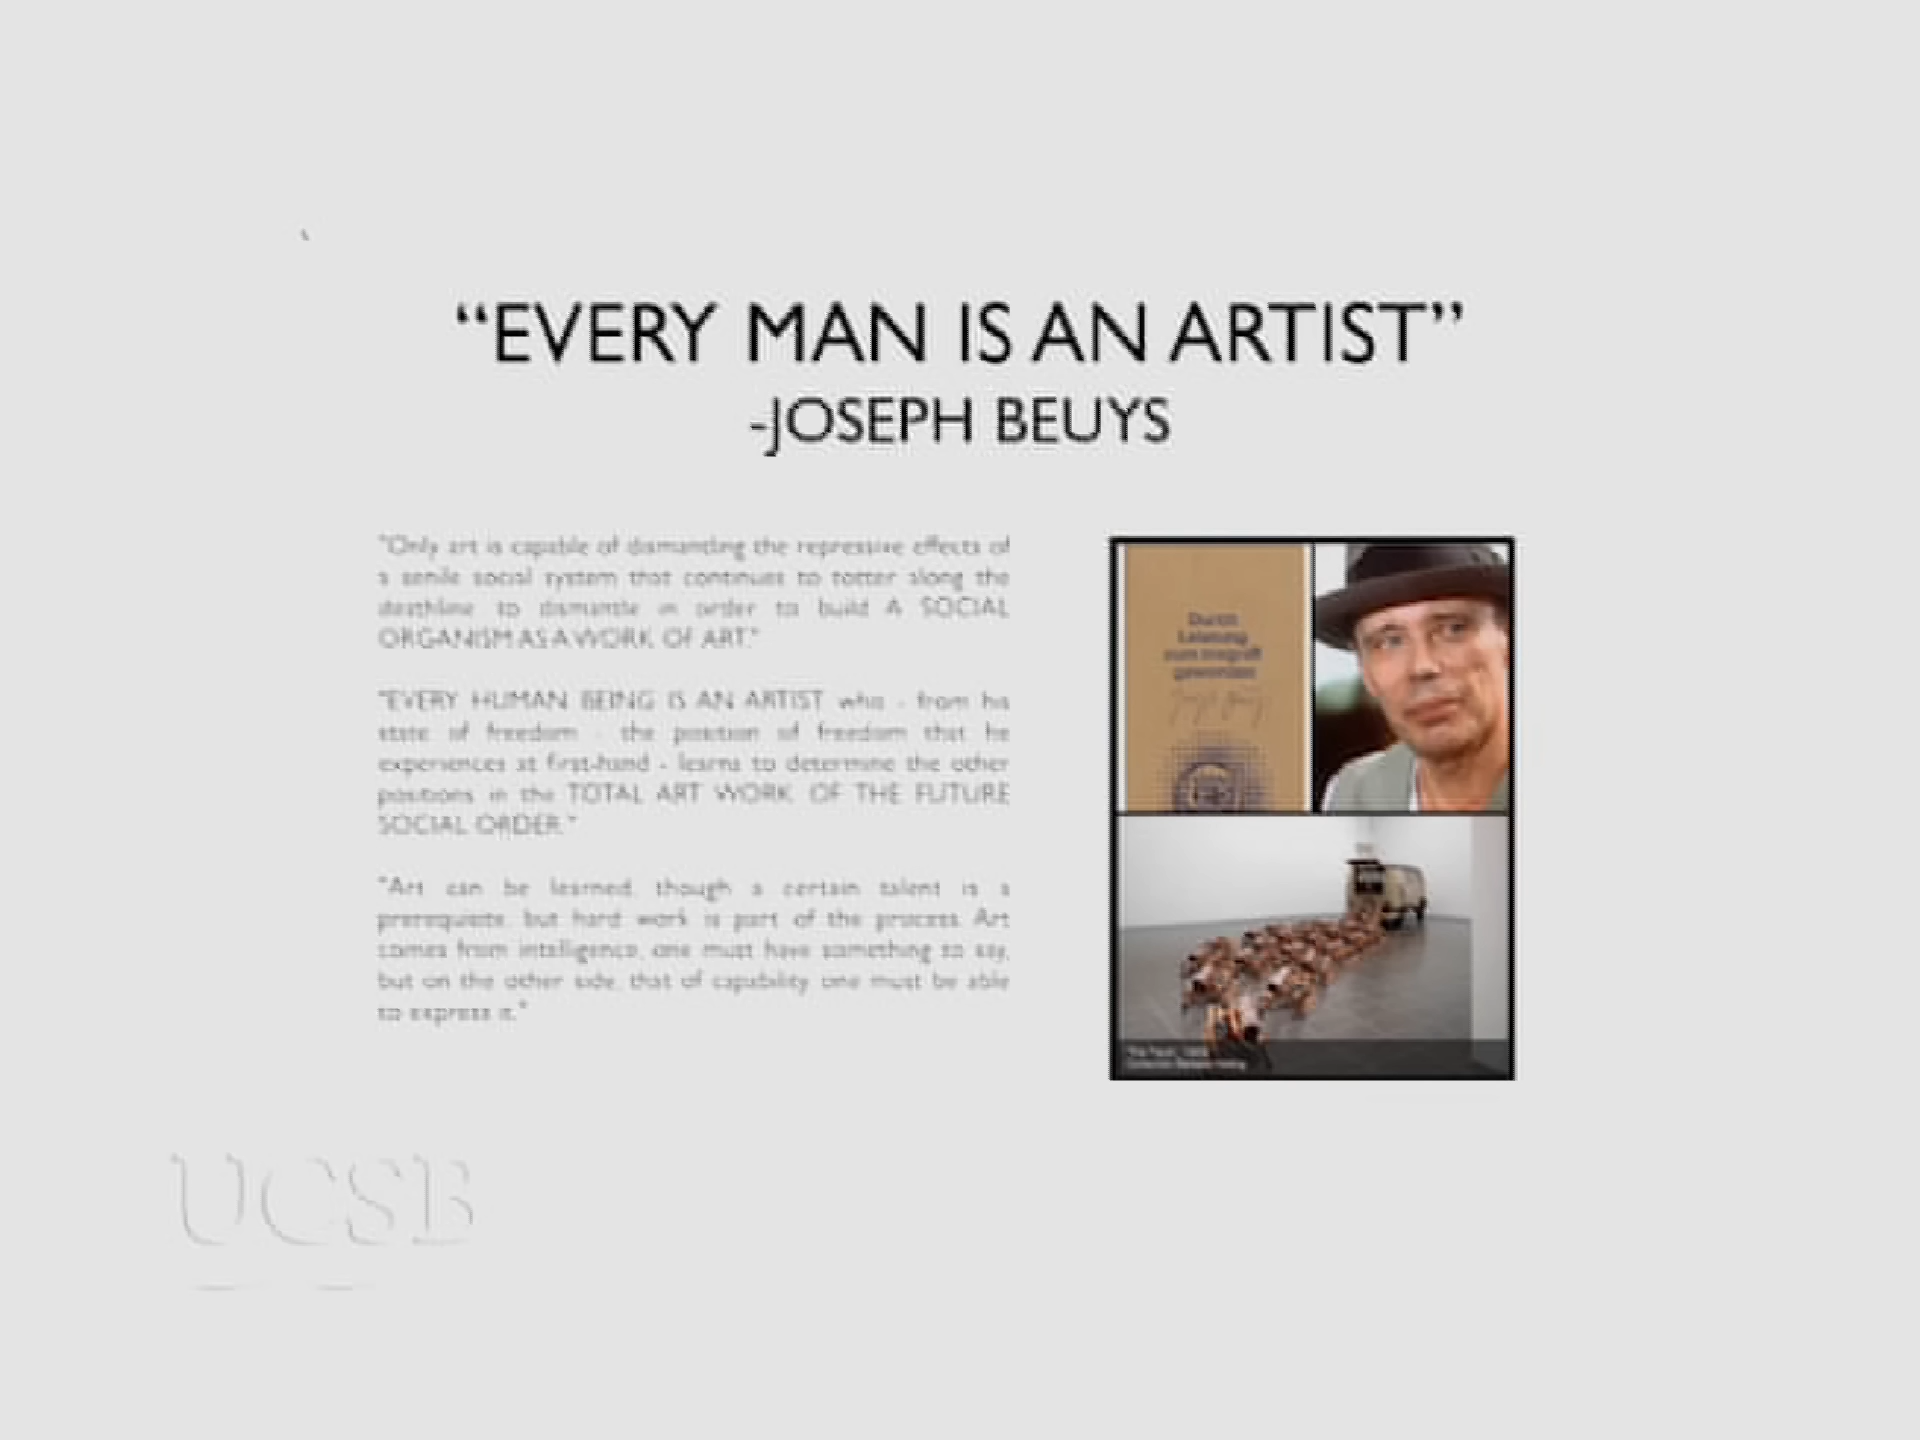 “EVERY MAN IS AN ARTIST”
-JOSEPH BEUYS
"Only art is capable of dismantling the repressive effects of
a senile social system that continues to totter along the
deathline to dismantle in order to build A SOCIAL
ORGANISM AS A WORK OF ART."
"EVERY HUMAN BEING IS AN ARTIST who - from his
state of freedom - the position of freedom that he
experiences at first-hand - learns to determine the other
positions in the TOTAL ART WORK OF THE FUTURE
SOCIAL ORDER."
"Art can be learned, though a certain talent is a
prerequisite, but hard work is part of the process. Art
comes from intelligence, one must have something to say,
but on the other side, that of capability one must be able
to express it."
Durch
Leistung
geworden
UCSB